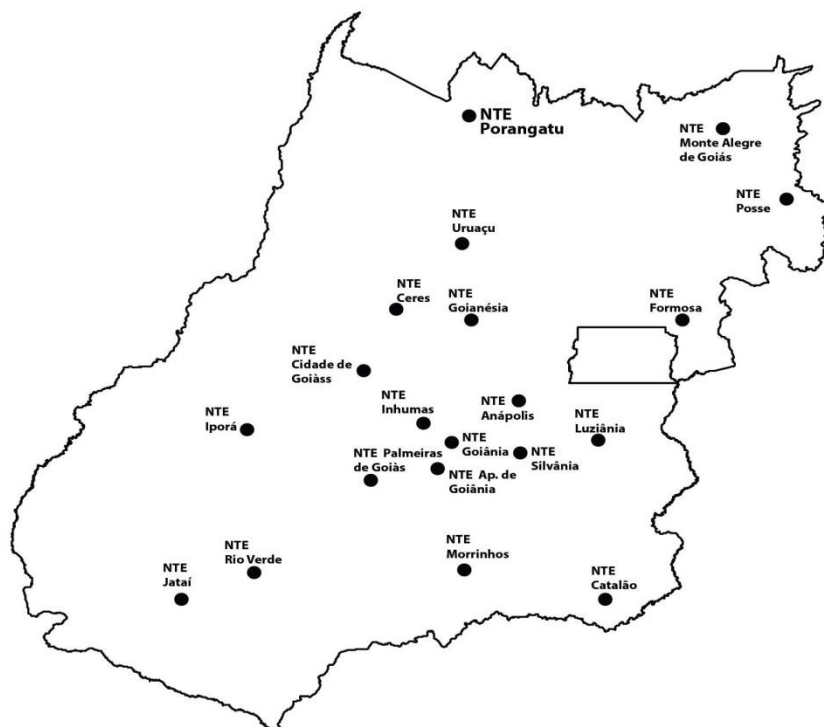 NTE
Porangatu
NTE
Monte Alegre
de Goiás
NTE
Posse
NTE
Uruaçu
NTE
Ceres
NTE
Goianésia
NTE
Formosa
NTE
Cidade de
Goiàss
NTE
Inhumas
NTE
Anápolis
NTE
Iporá
NTE
Luziânia
NTE
Goiânia
NTE
Silvânia
NTE Palmeiras
de Goiàs
NTE Ap. de
Goiânia
NTE
Rio Verde
NTE
Jataí
NTE
Morrinhos
NTE
Catalão